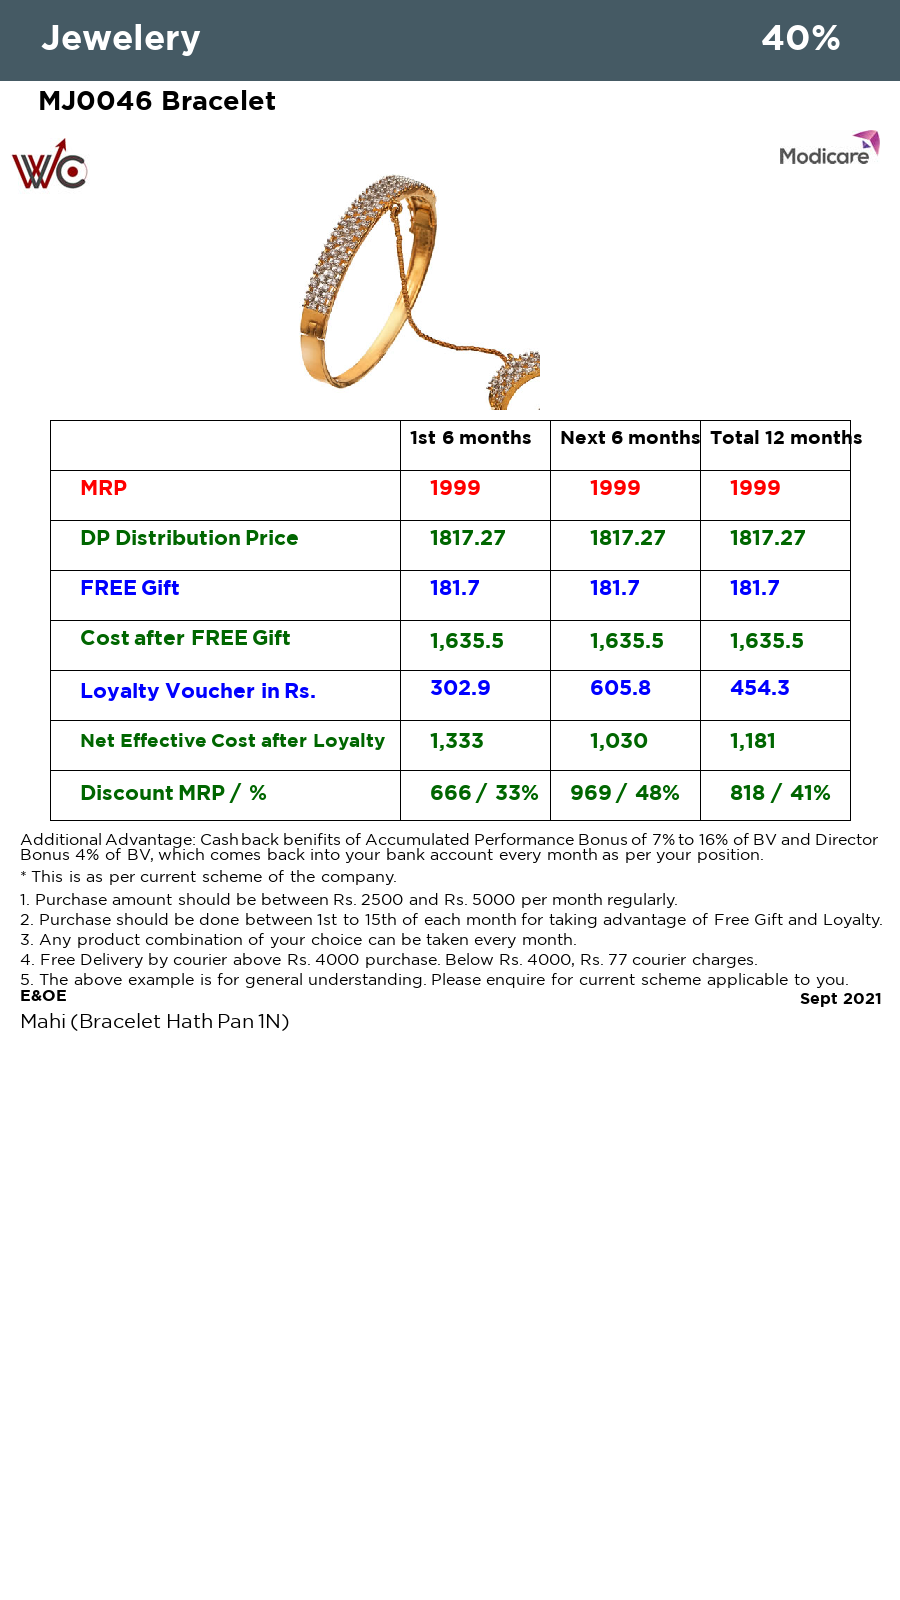 Jewelery 40%
MJ0046 Bracelet
WC
Modicare
1st 6 months Next 6 months Total 12 months
MRP 1999 1999 1999
DP Distribution Price 1817.27 1817.27 1817.27
FREE Gift 181.7 181.7 181.7
Cost after FREE Gift 1,635.5 1,635.5 1,635.5
Loyalty Voucher in Rs. 302.9 605.8 454.3
Net Effective Cost after Loyalty 1,333 1,030 1,181
Discount MRP / % 666 / 33% 969 / 48% 818 / 41%
Additional Advantage: Cashback benifits of Accumulated Performance Bonus of 7% to 16% of BV and Director
Bonus 4% of BV, which comes back into your bank account every month as per your position.
* This is as per current scheme of the company.
1. Purchase amount should be between Rs. 2500 and Rs. 5000 per month regularly.
2. Purchase should be done between 1st to 15th of each month for taking advantage of Free Gift and Loyalty.
3. Any product combination of your choice can be taken every month.
4. Free Delivery by courier above Rs. 4000 purchase. Below Rs. 4000, Rs. 77 courier charges.
5. The above example is for general understanding. Please enquire for current scheme applicable to you.
E&OE Sept 2021
Mahi (Bracelet Hath Pan 1N)